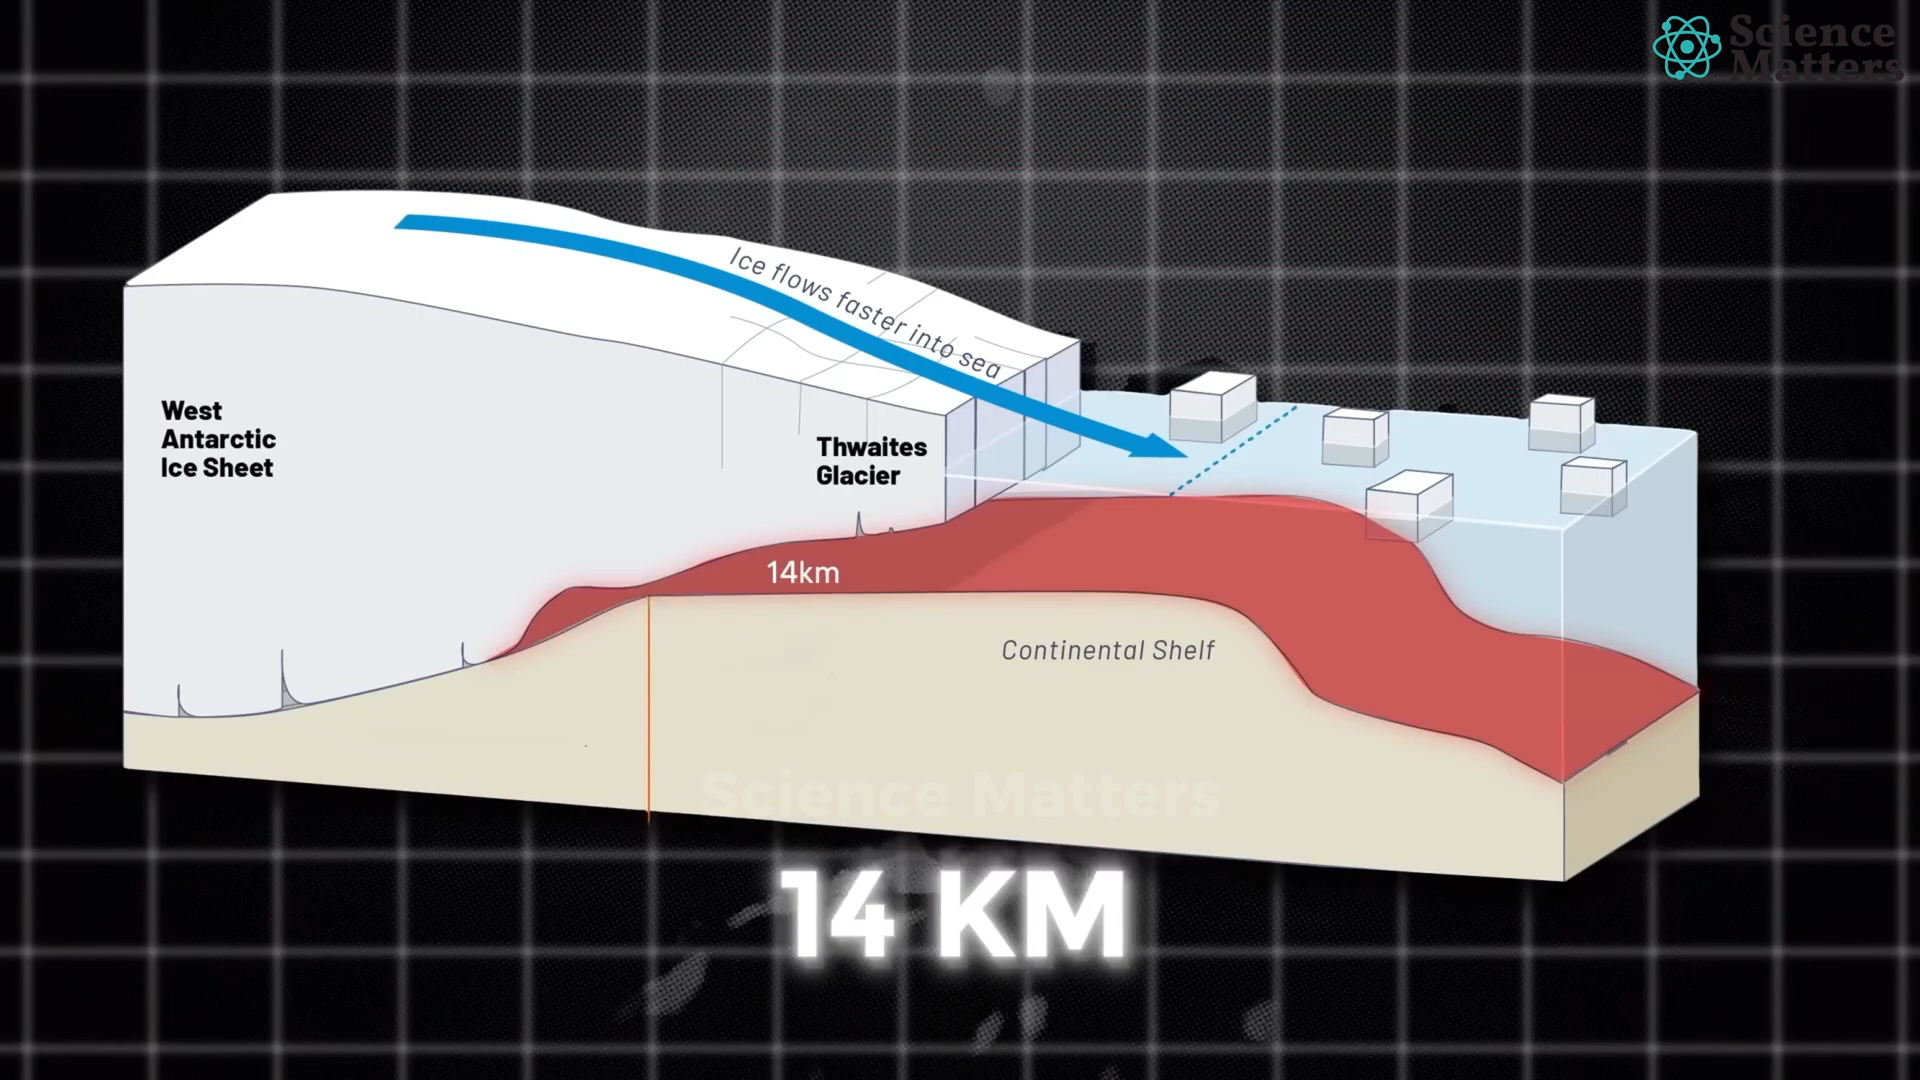 Science
Matters
Ice flows faster into sea
West
Antarctic
Ice Sheet
Thwaites
Glacier
14km
Continental Shelf
Science Matters
14 KM